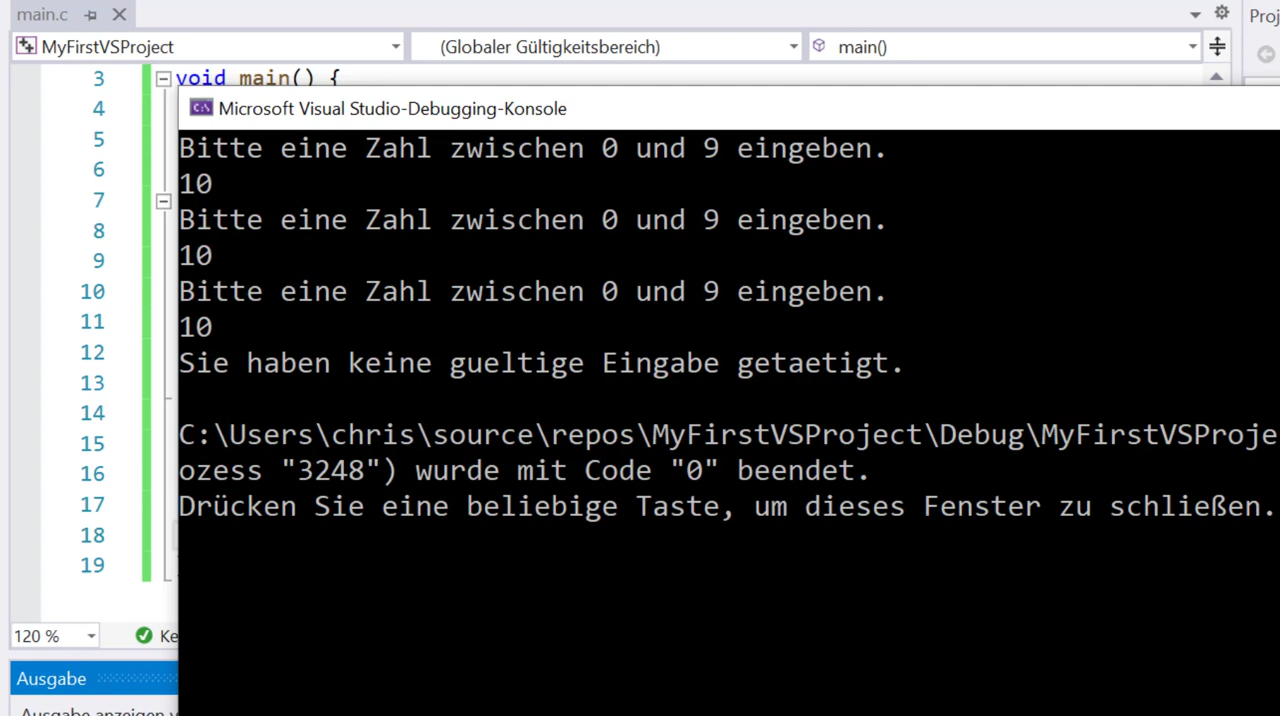 main.c
Proj
MyFirstVSProject
(Globaler Gültigkeitsbereich)
main()
3 void main() {
4
5
6
7
8
9
10
11
12
13
14
15
16
17
18
19
Microsoft Visual Studio-Debugging-Konsole
Bitte eine Zahl zwischen 0 und 9 eingeben.
10
Bitte eine Zahl zwischen 0 und 9 eingeben.
10
Bitte eine Zahl zwischen 0 und 9 eingeben.
10
Sie haben keine gueltige Eingabe getaetigt.
C:\Users\chris\source\repos\MyFirstVSProject\Debug\MyFirstVSProje
ozess "3248") wurde mit Code "0" beendet.
Drücken Sie eine beliebige Taste, um dieses Fenster zu schließen.
120 %
Ke
Ausgabe
Ausgabe anzeigen v